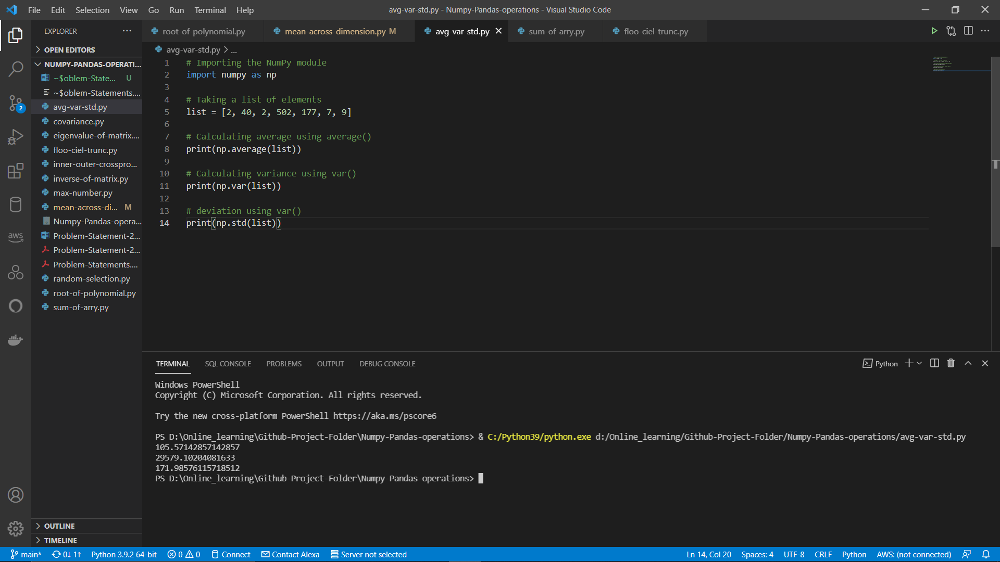 File Edit Selection View Go Run Terminal Help
avg-var-std.py - Numpy-Pandas-operations - Visual Studio Code
EXPLORER
root-of-polynomial.py
mean-across-dimension.py M
avg-var-std.py
sum-of-arry.py
floo-ciel-trunc.py
OPEN EDITORS
NUMPY-PANDAS-OPERATI...
~$oblem-State... U
~$oblem-Statements....
avg-var-std.py
covariance.py
eigenvalue-of-matrix....
floo-ciel-trunc.py
inner-outer-crosspro...
inverse-of-matrix.py
max-number.py
mean-across-di... M
Numpy-Pandas-opera...
Problem-Statement-2...
Problem-Statement-2...
Problem-Statements....
random-selection.py
root-of-polynomial.py
sum-of-arry.py
OUTLINE
TIMELINE
2
aws
avg-var-std.py > ...
1 # Importing the NumPy module
2 import numpy as np
3
4 # Taking a list of elements
5 list = [2, 40, 2, 502, 177, 7, 9]
6
7 # Calculating average using average()
8 print(np.average(list))
9
10 # Calculating variance using var()
11 print(np.var(list))
12
13 # deviation using var()
14 print(np.std(list))
TERMINAL SQL CONSOLE PROBLEMS OUTPUT DEBUG CONSOLE
Python
Windows PowerShell
Copyright (C) Microsoft Corporation. All rights reserved.
Try the new cross-platform PowerShell https://aka.ms/pscore6
PS D:\Online_learning\Github-Project-Folder\Numpy-Pandas-operations> & C:/Python39/python.exe d:/Online_learning/Github-Project-Folder/Numpy-Pandas-operations/avg-var-std.py
105.57142857142857
29579.10204081633
171.98576115718512
PS D:\Online_learning\Github-Project-Folder\Numpy-Pandas-operations>
main* 0↓ 1↑ Python 3.9.2 64-bit 0 0 Connect Contact Alexa Server not selected
Ln 14, Col 20 Spaces: 4 UTF-8 CRLF Python AWS: (not connected)